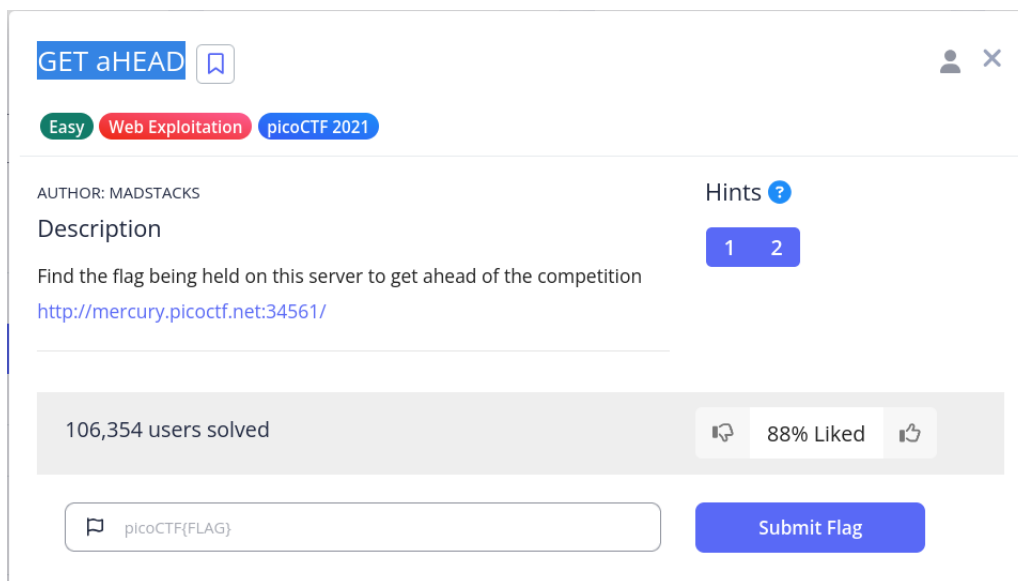 GET aHEAD
Easy Web Exploitation picoCTF 2021
AUTHOR: MADSTACKS
Description
Find the flag being held on this server to get ahead of the competition
http://mercury.picoctf.net:34561/
Hints ?
1 2
106,354 users solved
88% Liked
picoCTF{FLAG}
Submit Flag